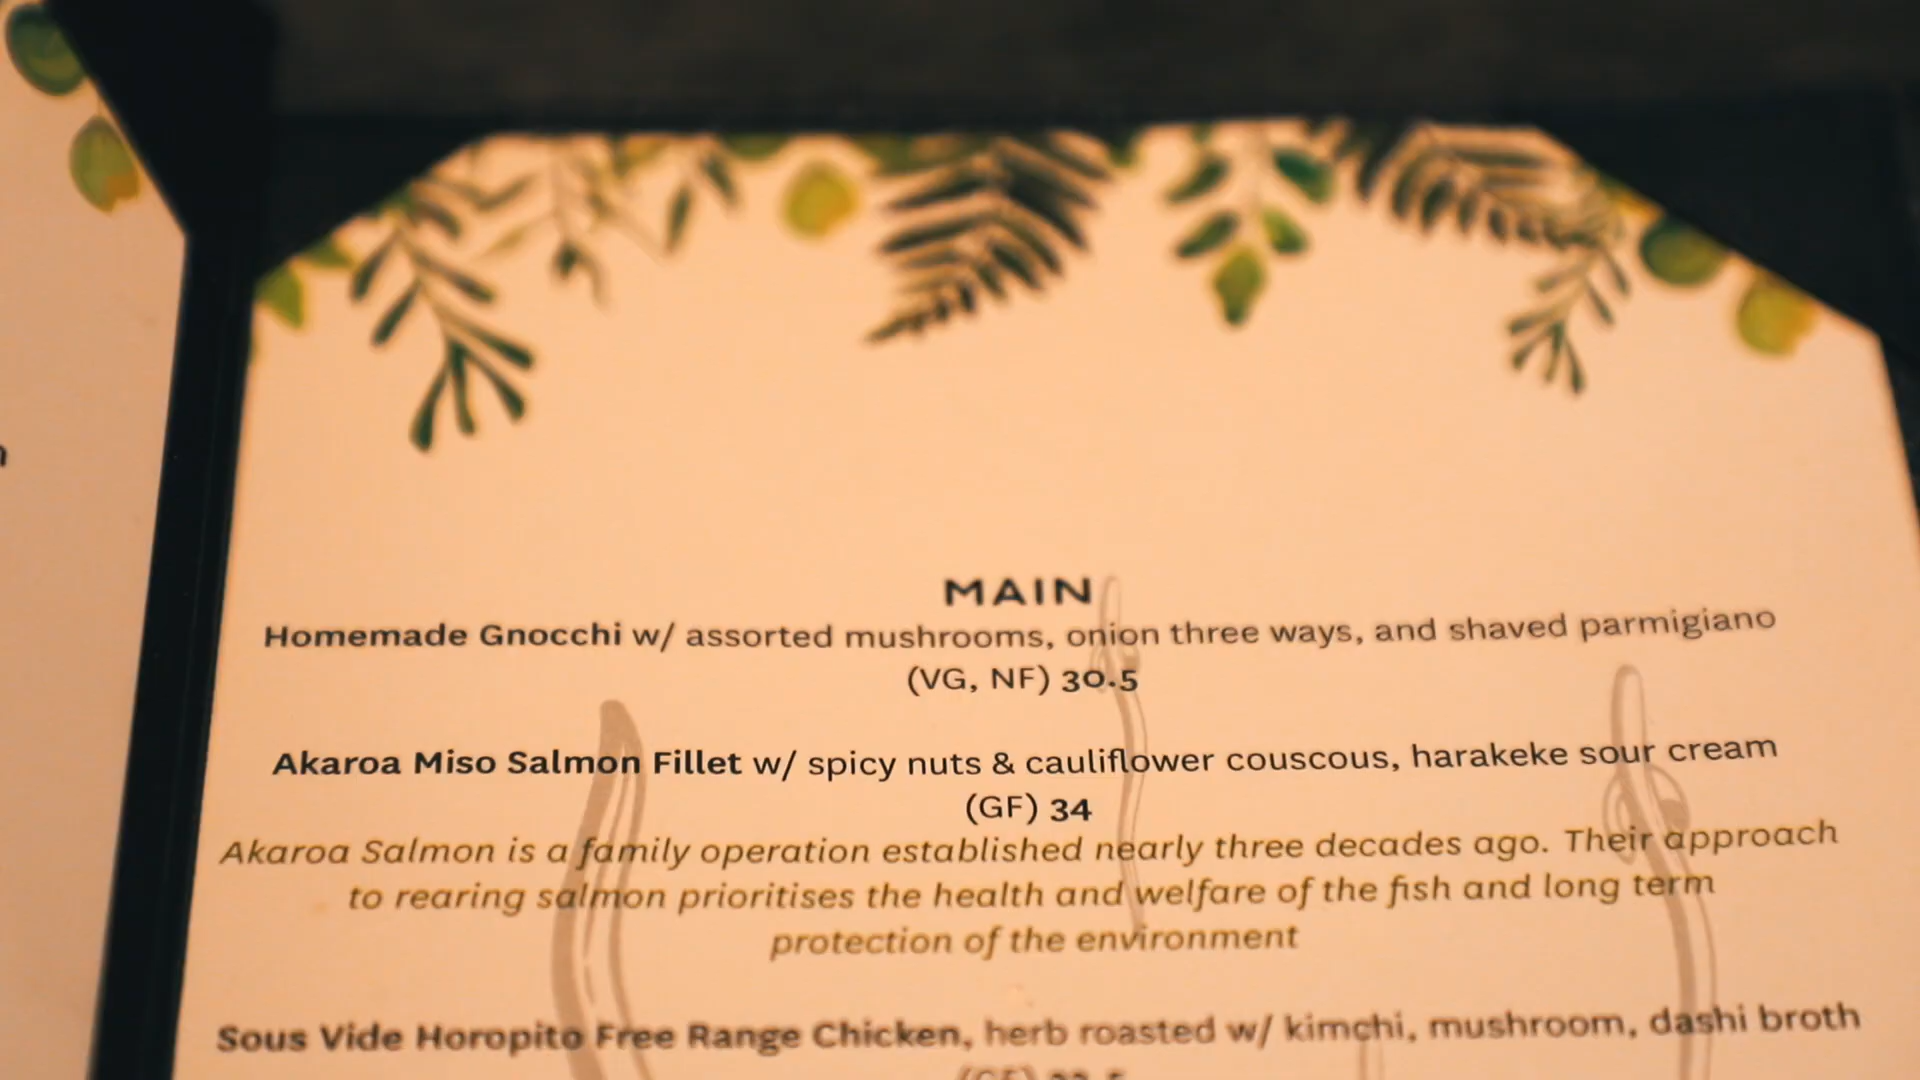 MAIN
Homemade Gnocchi w/ assorted mushrooms, onion three ways, and shaved parmigiano
(VG, NF) 30.5
Akaroa Miso Salmon Fillet w/ spicy nuts & cauliflower couscous, harakeke sour cream
(GF) 34
Akaroa Salmon is a family operation established nearly three decades ago. Their approach
to rearing salmon prioritises the health and welfare of the fish and long term
protection of the environment
Sous Vide Horopito Free Range Chicken, herb roasted w/ kimchi, mushroom, dashi broth